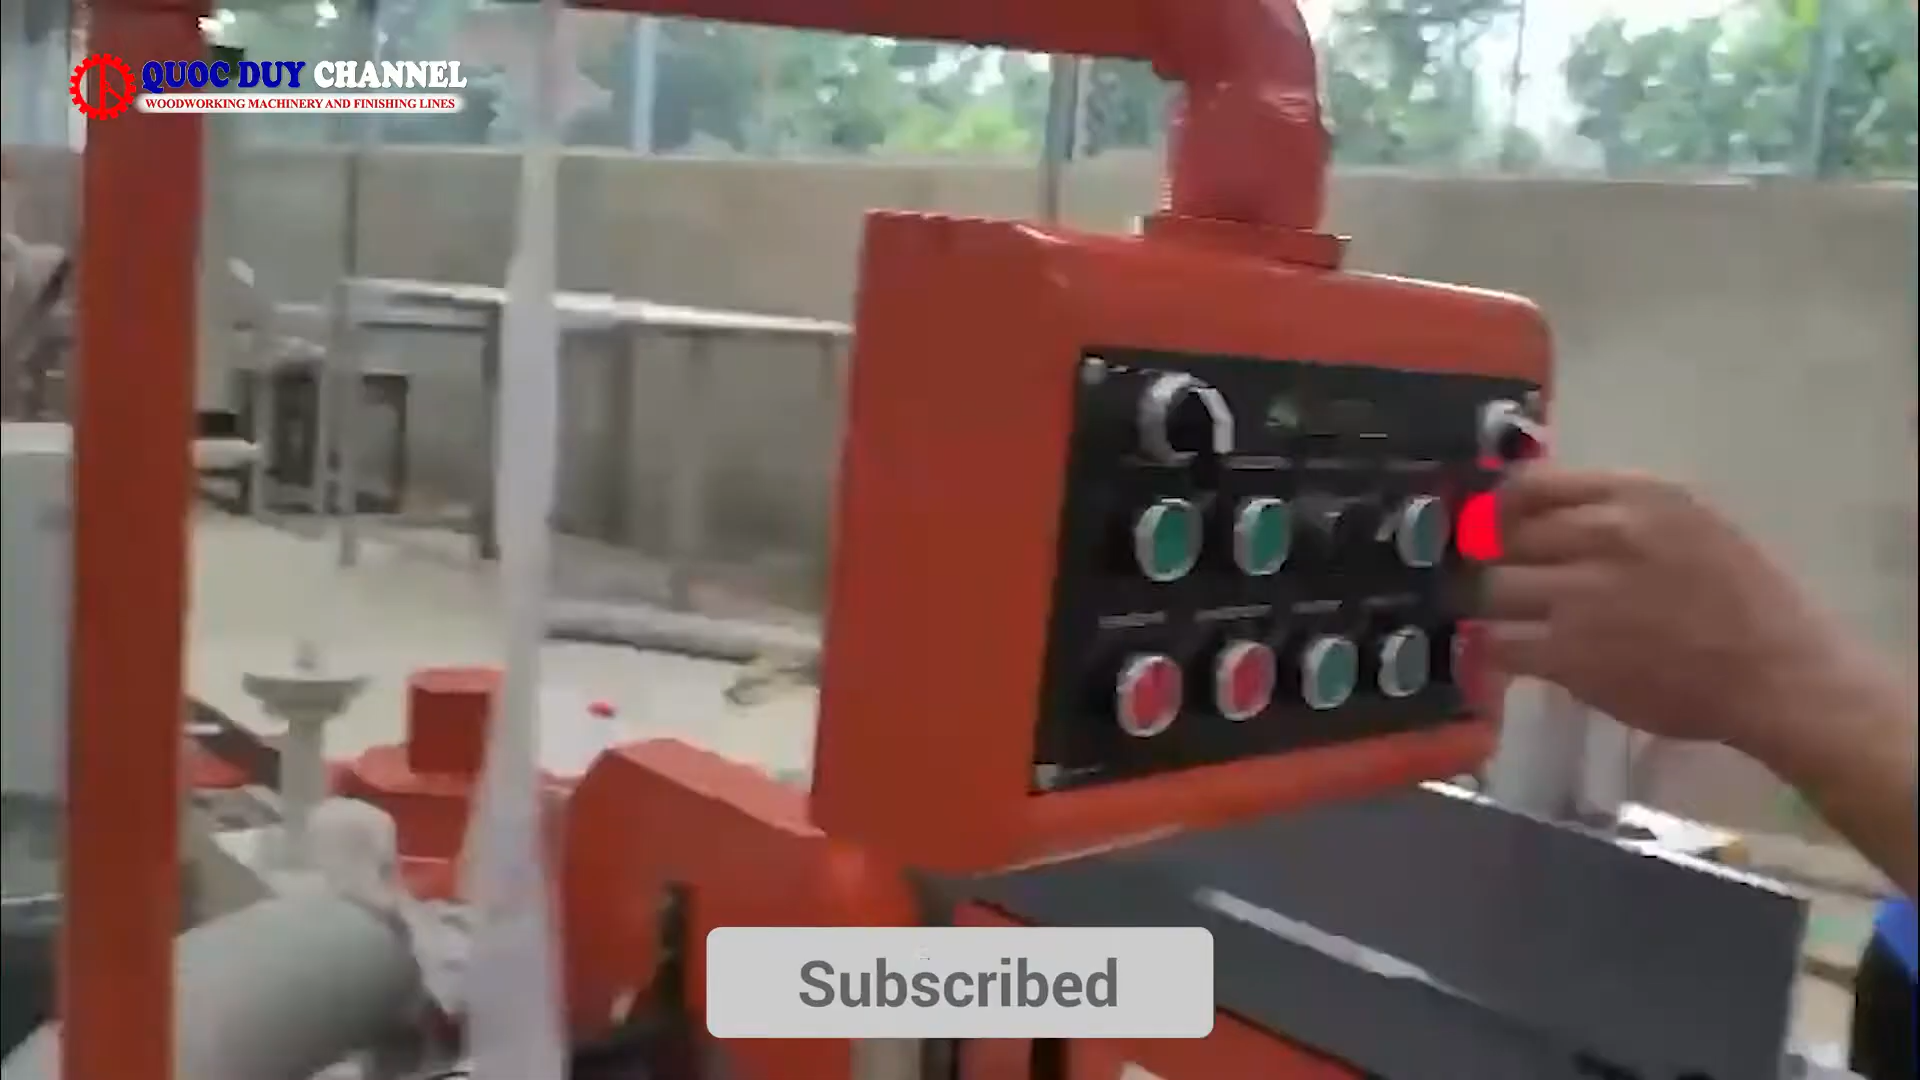 QUOC DUY CHANNEL
WOODWORKING MACHINERY AND FINISHING LINES
Subscribed